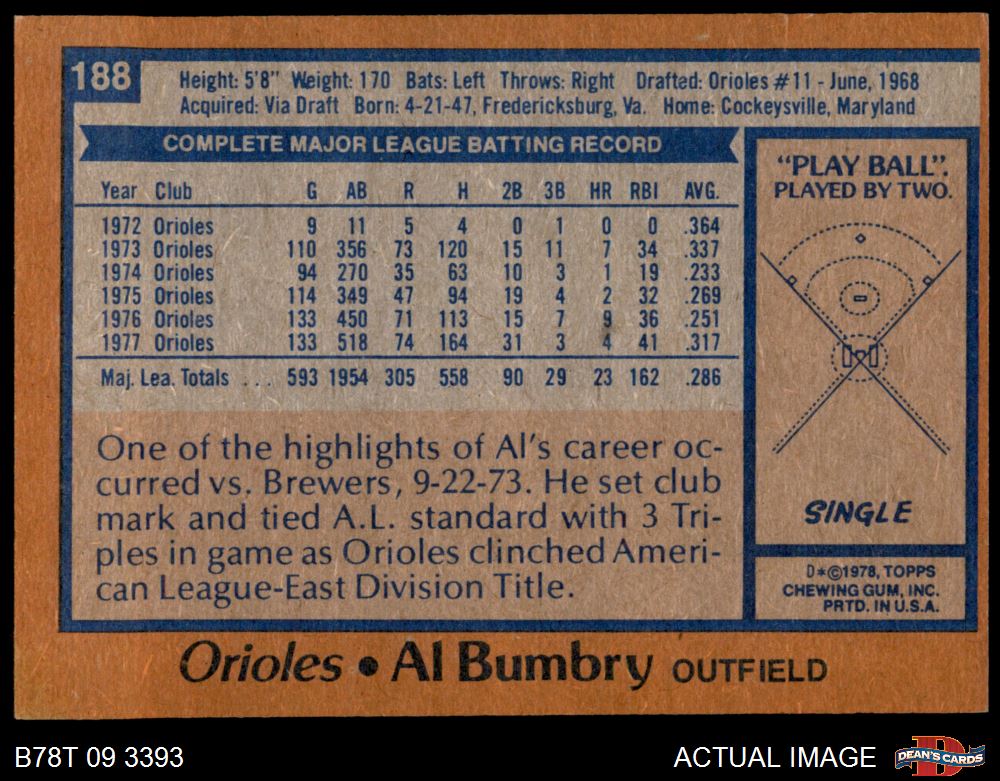 188
Height: 5'8" Weight: 170 Bats: Left Throws: Right Drafted: Orioles #11 - June, 1968
Acquired: Via Draft Born: 4-21-47, Fredericksburg, Va. Home: Cockeysville, Maryland
COMPLETE MAJOR LEAGUE BATTING RECORD
Year Club G AB R H 2B 3B HR RBI AVG.
1972 Orioles 9 11 5 4 0 1 0 0 .364
1973 Orioles 110 356 73 120 15 11 7 34 .337
1974 Orioles 94 270 35 63 10 3 1 19 .233
1975 Orioles 114 349 47 94 19 4 2 32 .269
1976 Orioles 133 450 71 113 15 7 9 36 .251
1977 Orioles 133 518 74 164 31 3 4 41 .317
Maj. Lea. Totals ... 593 1954 305 558 90 29 23 162 .286
One of the highlights of Al's career oc-
curred vs. Brewers, 9-22-73. He set club
mark and tied A.L. standard with 3 Tri-
ples in game as Orioles clinched Ameri-
can League-East Division Title.
"PLAY BALL".
PLAYED BY TWO.
SINGLE
D*©1978, TOPPS
CHEWING GUM, INC.
PRTD. IN U.S.A.
Orioles • Al Bumbry OUTFIELD
B78T 09 3393
ACTUAL IMAGE
DEAN'S CARDS